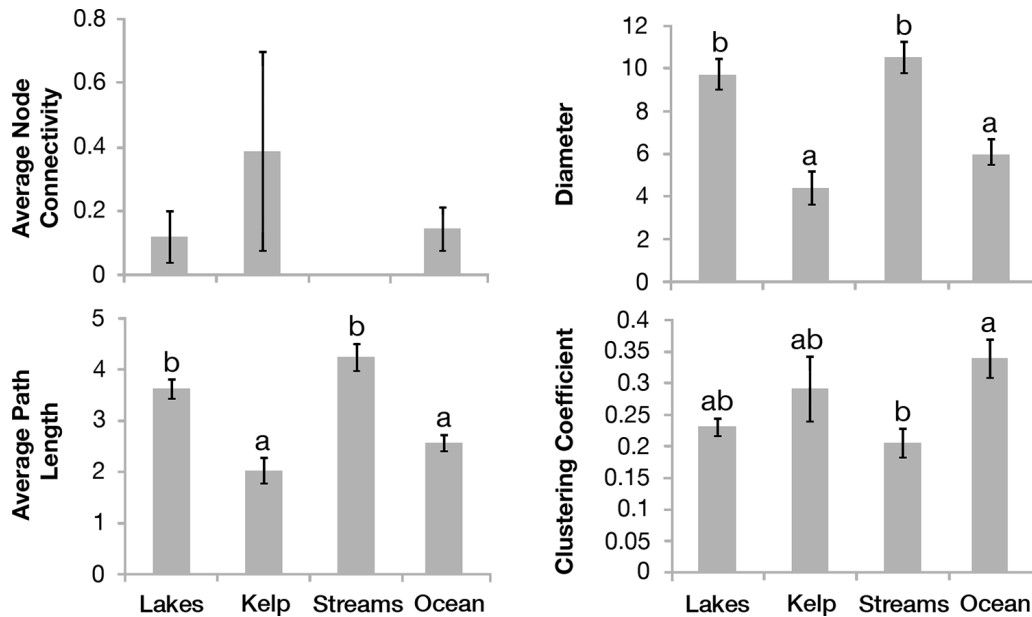 Average Node
Connectivity
0.8
0.6
0.4
0.2
0
Diameter
12
10
8
6
4
2
0
b
a
b
a
Average Path
Length
5
4
3
2
1
0
b
a
b
a
Lakes Kelp Streams Ocean
Clustering Coefficient
0.4
0.35
0.3
0.25
0.2
0.15
0.1
0.05
0
ab
ab
b
a
Lakes Kelp Streams Ocean